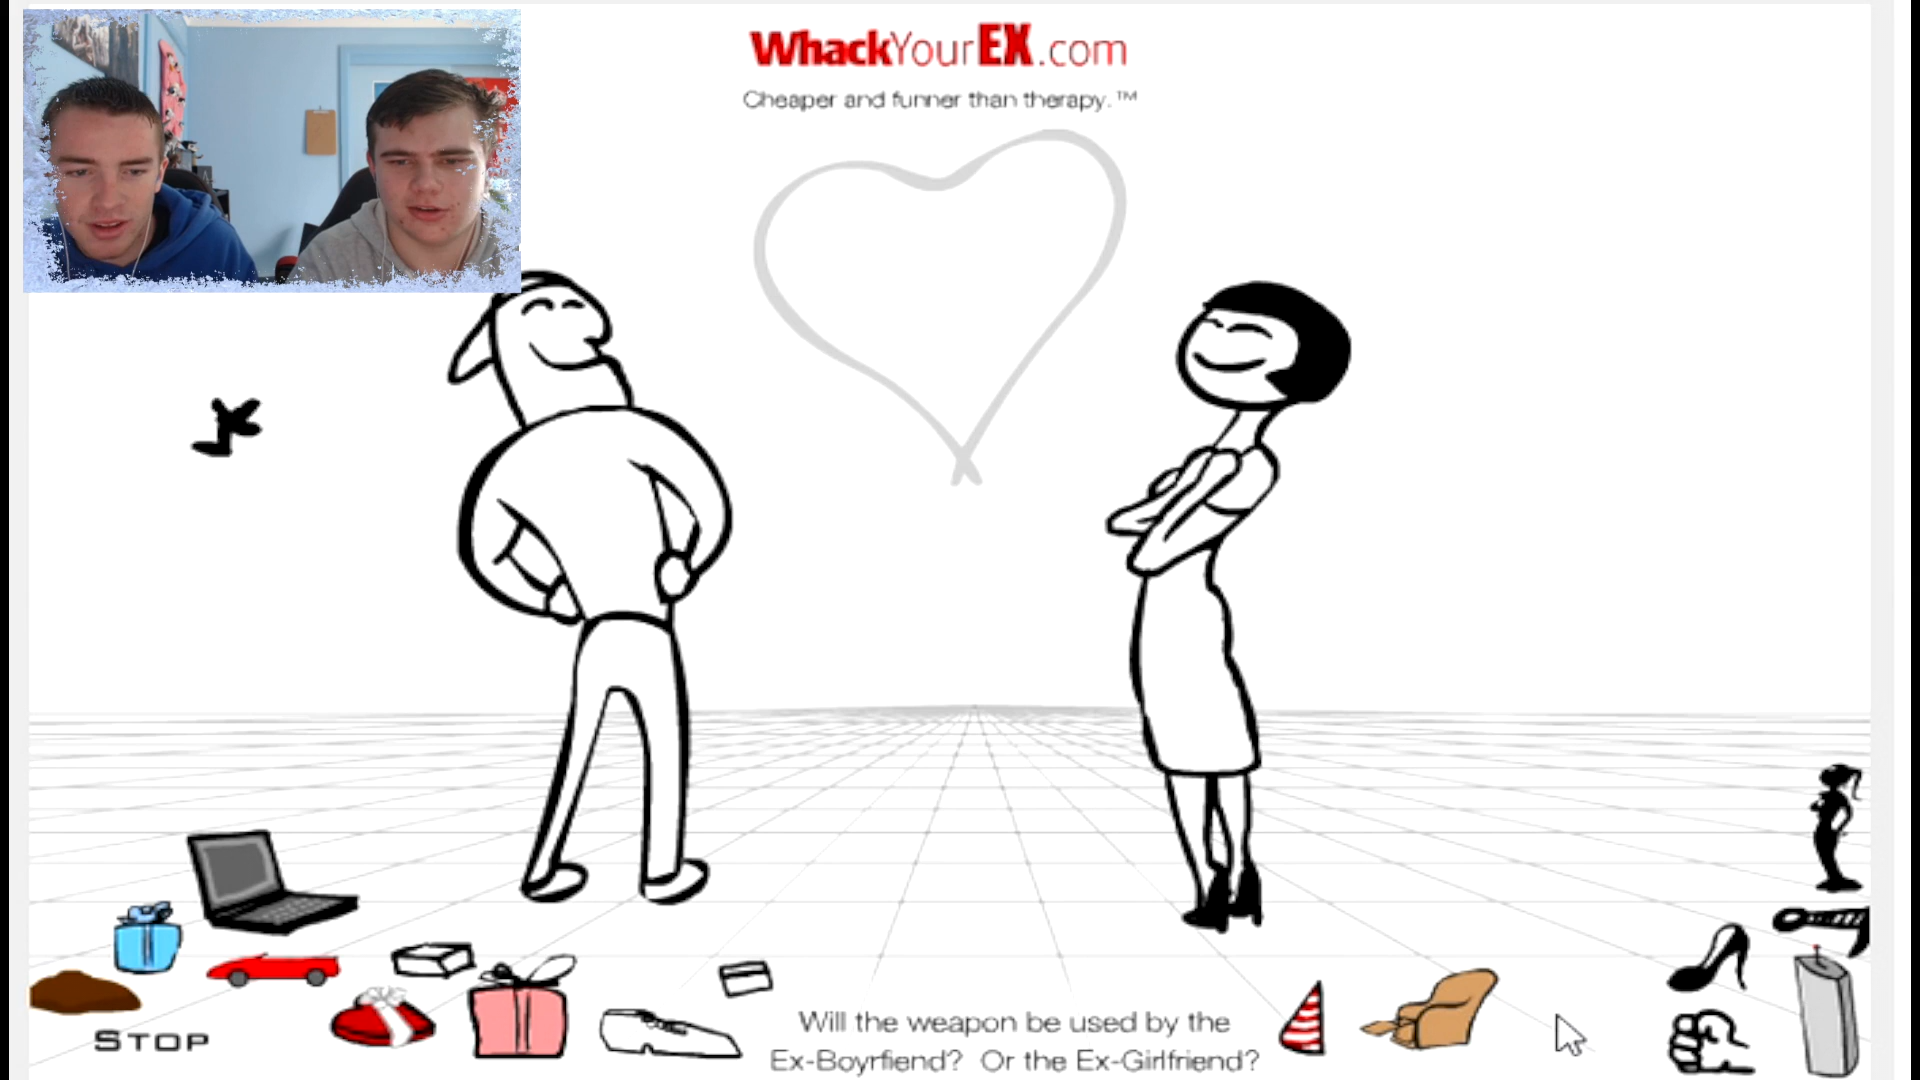 WhackYourEX.com
Cheaper and funner than therapy.™
STOP
Will the weapon be used by the
Ex-Boyrfiend? Or the Ex-Girlfriend?